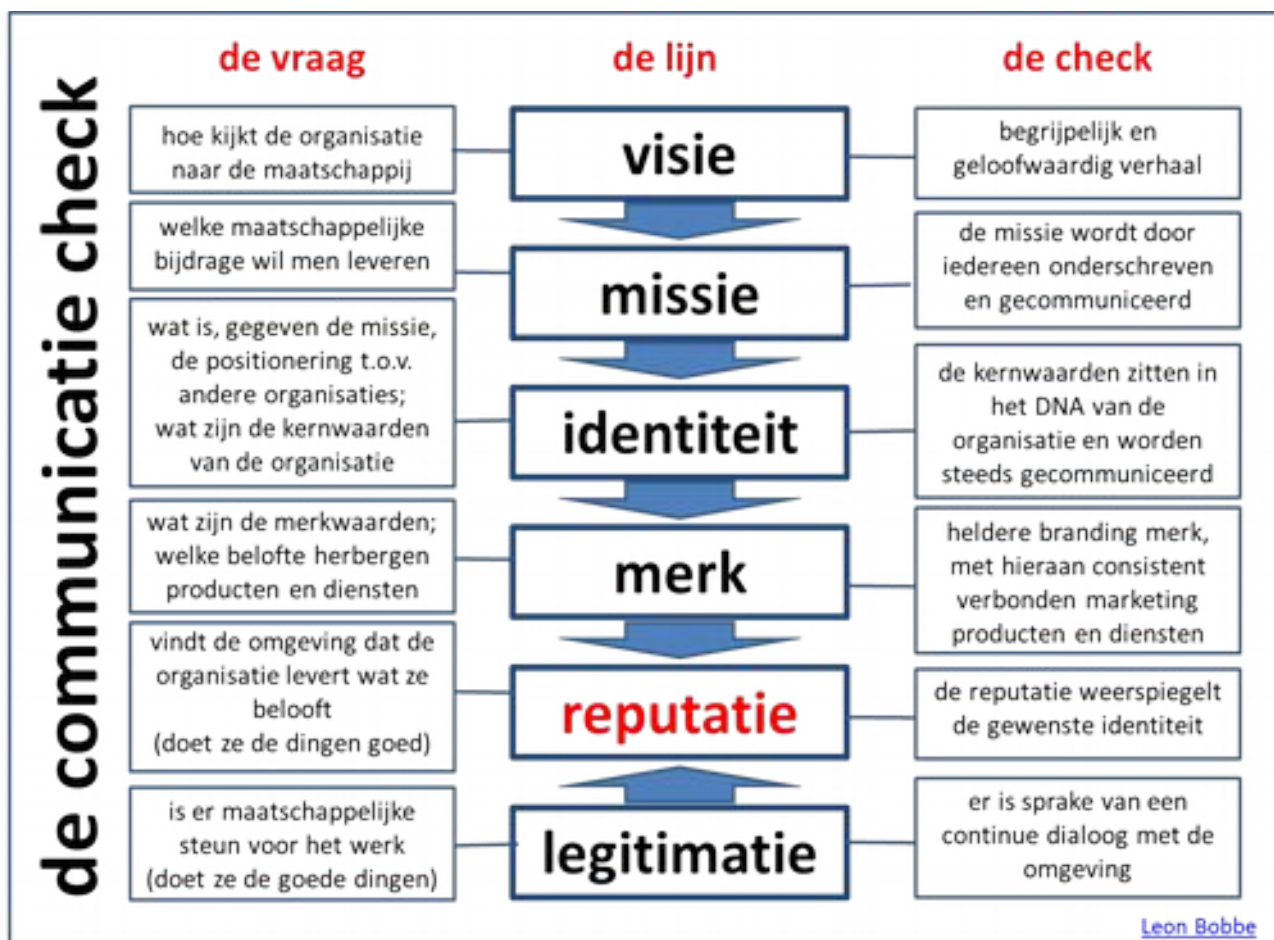 de communicatie check
de vraag
de lijn
de check
hoe kijkt de organisatie
naar de maatschappij
visie
begrijpelijk en
geloofwaardig verhaal
welke maatschappelijke
bijdrage wil men leveren
missie
de missie wordt door
iedereen onderschreven
en gecommuniceerd
wat is, gegeven de missie,
de positionering t.o.v.
andere organisaties;
wat zijn de kernwaarden
van de organisatie
identiteit
de kernwaarden zitten in
het DNA van de
organisatie en worden
steeds gecommuniceerd
wat zijn de merkwaarden;
welke belofte herbergen
producten en diensten
merk
heldere branding merk,
met hieraan consistent
verbonden marketing
producten en diensten
vindt de omgeving dat de
organisatie levert wat ze
belooft
(doet ze de dingen goed)
reputatie
de reputatie weerspiegelt
de gewenste identiteit
is er maatschappelijke
steun voor het werk
(doet ze de goede dingen)
legitimatie
er is sprake van een
continue dialoog met de
omgeving
Leon Bobbe